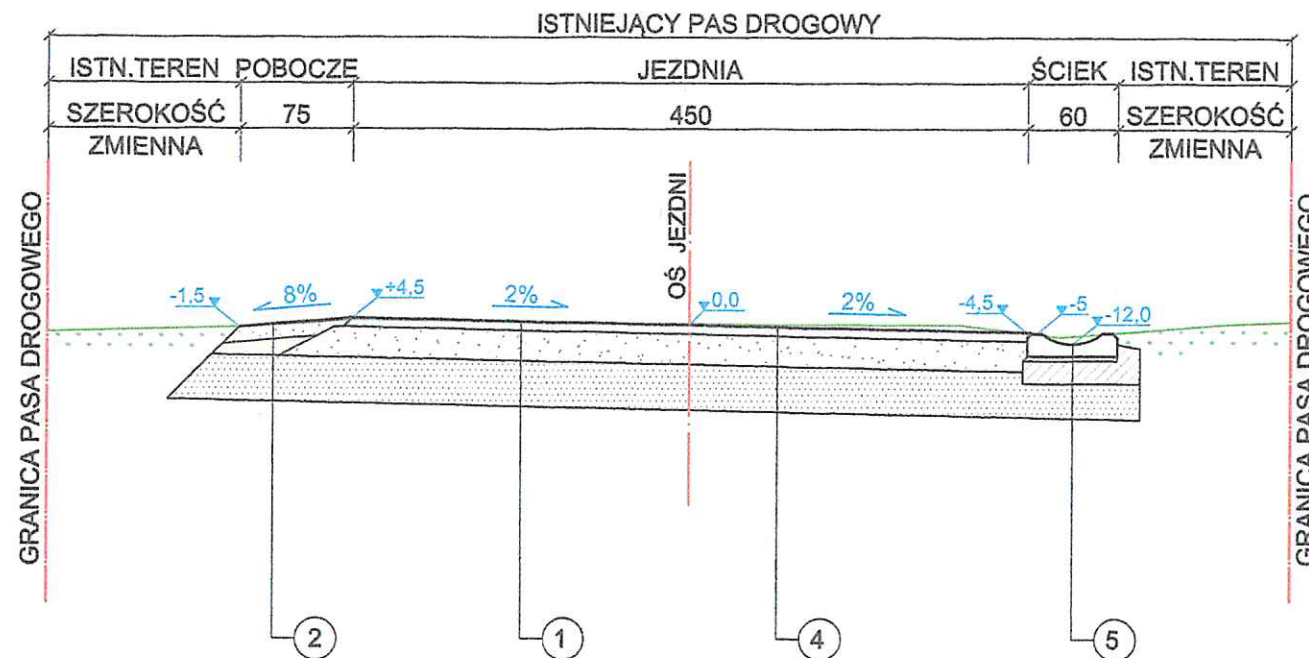 ISTNIEJĄCY PAS DROGOWY
ISTN.TEREN POBOCZE JEZDNIA ŚCIEK ISTN.TEREN
SZEROKOŚĆ 75 450 60 SZEROKOŚĆ
ZMIENNA ZMIENNA
GRANICA PASA DROGOWEGO
OŚ JEZDNI
GRANICA PASA DROGOWEGO
-1,5 8% +4,5 2% 0,0 2% -4,5 -5 -12,0
2 1 4 5